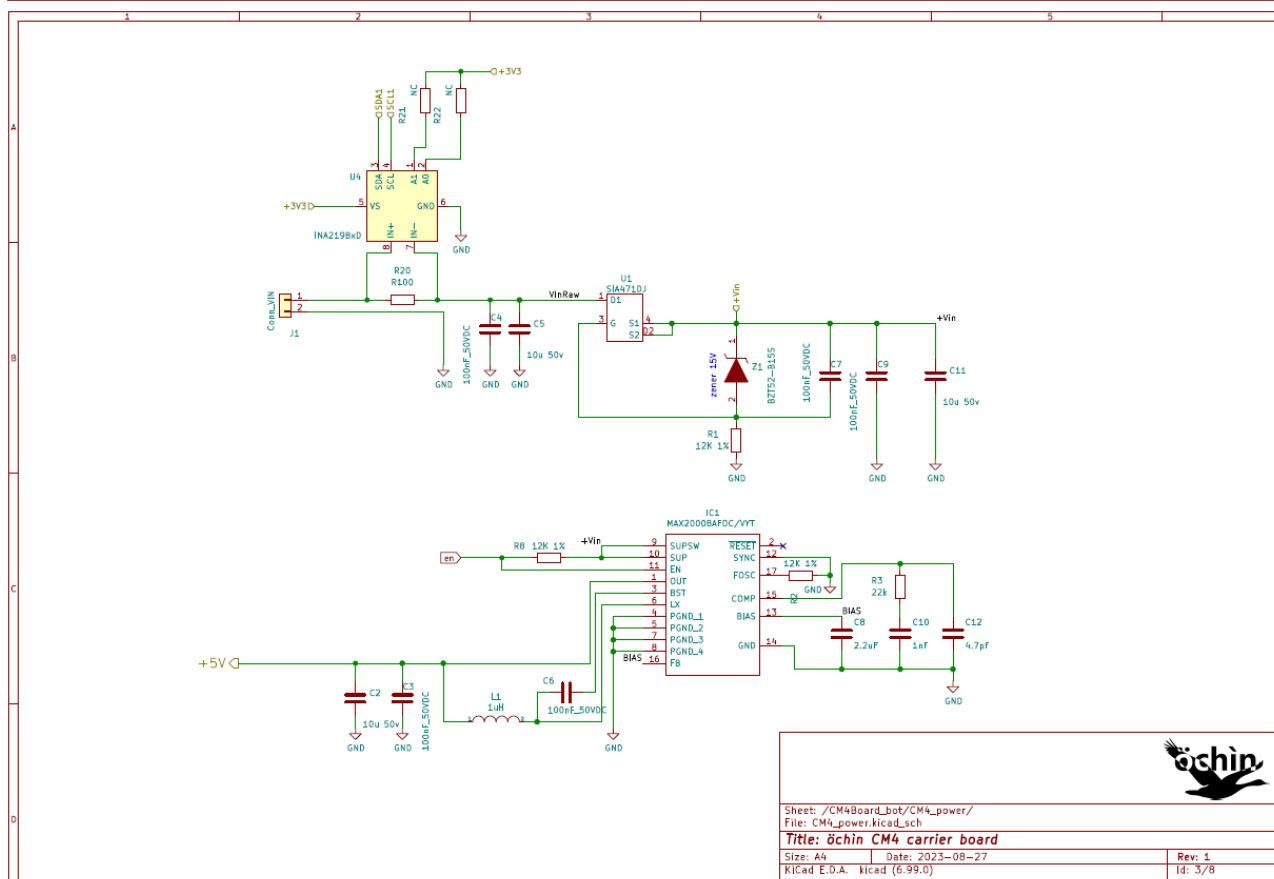 1 2 3 4 5
A
B
C
D
+3V3
NC
NC
SDA1
SCL1
R21
R22
3
4
1
2
U4
SDA
SCL
A1
A0
+3V3
5
VS
GND
6
IN+
IN-
INA219BxD
8
7
GND
R20
R100
Conn_VIN
1
2
J1
GND
C4
100nF_50VDC
GND
C5
10u 50v
GND
VinRaw
U1
SiA471DJ
1
D1
3
G
S1
4
S2
D2
+Vin
1
zener 15V
Z1
BZT52-B15S
2
R1
12K 1%
GND
C7
100nF_50VDC
C9
100nF_50VDC
GND
+Vin
C11
10u 50v
GND
IC1
MAX20008AFOC/VYT
en
R8 12K 1%
+Vin
9 SUPSW
10 SUP
11 EN
1 OUT
3 BST
6 LX
4 PGND_1
5 PGND_2
7 PGND_3
8 PGND_4
BIAS 16 FB
RESET 2
SYNC 12
FOSC 17
COMP 15
BIAS 13
GND 14
12K 1%
R2
GND
R3
22k
BIAS
C8
2.2uF
C10
1nF
C12
4.7pF
GND
+5V
C2
10u 50v
GND
C3
100nF_50VDC
GND
L1
1uH
1
2
C6
100nF_50VDC
GND
öchìn
Sheet: /CM4Board_bot/CM4_power/
File: CM4_power.kicad_sch
Title: öchìn CM4 carrier board
Size: A4 Date: 2023-08-27 Rev: 1
KiCad E.D.A. kicad (6.99.0) Id: 3/8